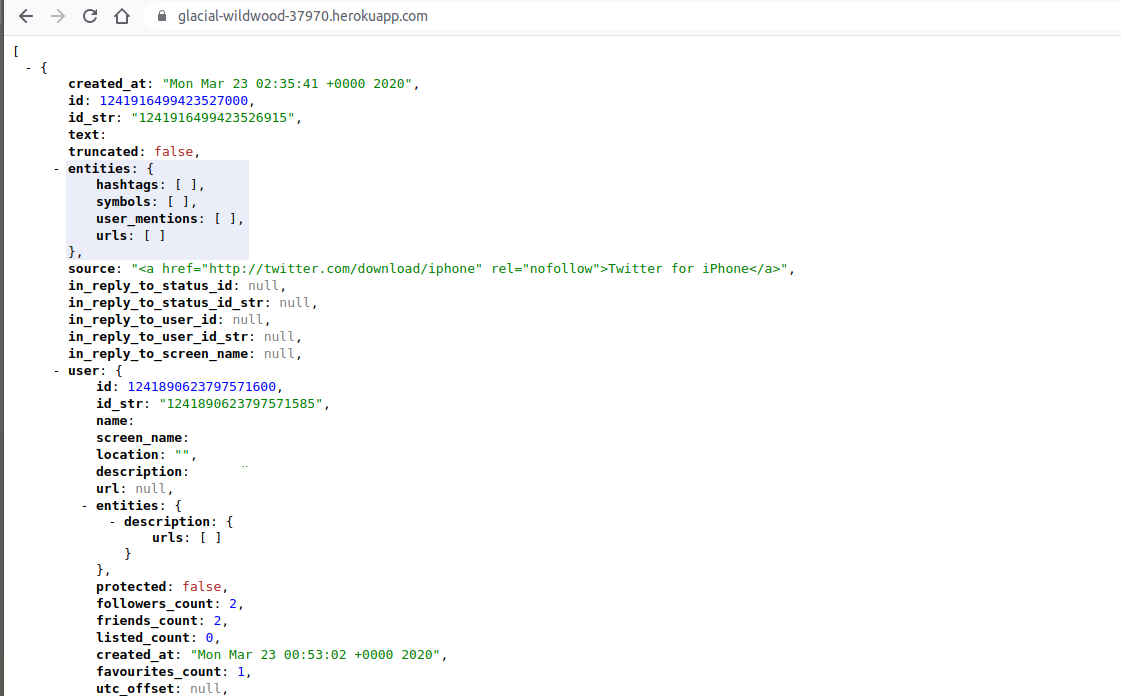 glacial-wildwood-37970.herokuapp.com
[
- {
created_at: "Mon Mar 23 02:35:41 +0000 2020",
id: 1241916499423527000,
id_str: "1241916499423526915",
text:
truncated: false,
- entities: {
hashtags: [ ],
symbols: [ ],
user_mentions: [ ],
urls: [ ]
},
source: "<a href="http://twitter.com/download/iphone" rel="nofollow">Twitter for iPhone</a>",
in_reply_to_status_id: null,
in_reply_to_status_id_str: null,
in_reply_to_user_id: null,
in_reply_to_user_id_str: null,
in_reply_to_screen_name: null,
- user: {
id: 1241890623797571600,
id_str: "1241890623797571585",
name:
screen_name:
location: "",
description:
url: null,
- entities: {
- description: {
urls: [ ]
}
},
protected: false,
followers_count: 2,
friends_count: 2,
listed_count: 0,
created_at: "Mon Mar 23 00:53:02 +0000 2020",
favourites_count: 1,
utc_offset: null,